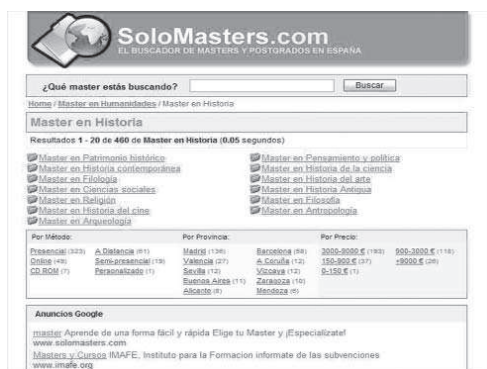 SoloMasters.com
EL BUSCADOR DE MASTERS Y POSTGRADOS EN ESPAÑA
¿Qué master estás buscando? Buscar
Home / Master en Humanidades / Master en Historia
Master en Historia
Resultados 1 - 20 de 460 de Master en Historia (0.05 segundos)
Master en Patrimonio histórico
Master en Historia contemporánea
Master en Filología
Master en Ciencias sociales
Master en Religión
Master en Historia del cine
Master en Arqueología
Master en Pensamiento y política
Master en Historia de la ciencia
Master en Historia del arte
Master en Historia Antigua
Master en Filosofía
Master en Antropología
Por Método:
Presencial (323) A Distancia (61)
Online (49) Semi-presencial (19)
CD ROM (7) Personalizado (1)
Por Provincia:
Madrid (136) Barcelona (59)
Valencia (27) A Coruña (12)
Sevilla (12) Vizcaya (12)
Buenos Aires (11) Zaragoza (10)
Alicante (8) Mendoza (6)
Por Precio:
3000-9000 € (193) 900-3000 € (118)
150-900 € (37) +9000 € (26)
0-150 € (1)
Anuncios Google
master Aprende de una forma fácil y rápida Elige tu Master y ¡Especialízate!
www.solomasters.com
Masters y Cursos IMAFE, Instituto para la Formacion informate de las subvenciones
www.imafe.org